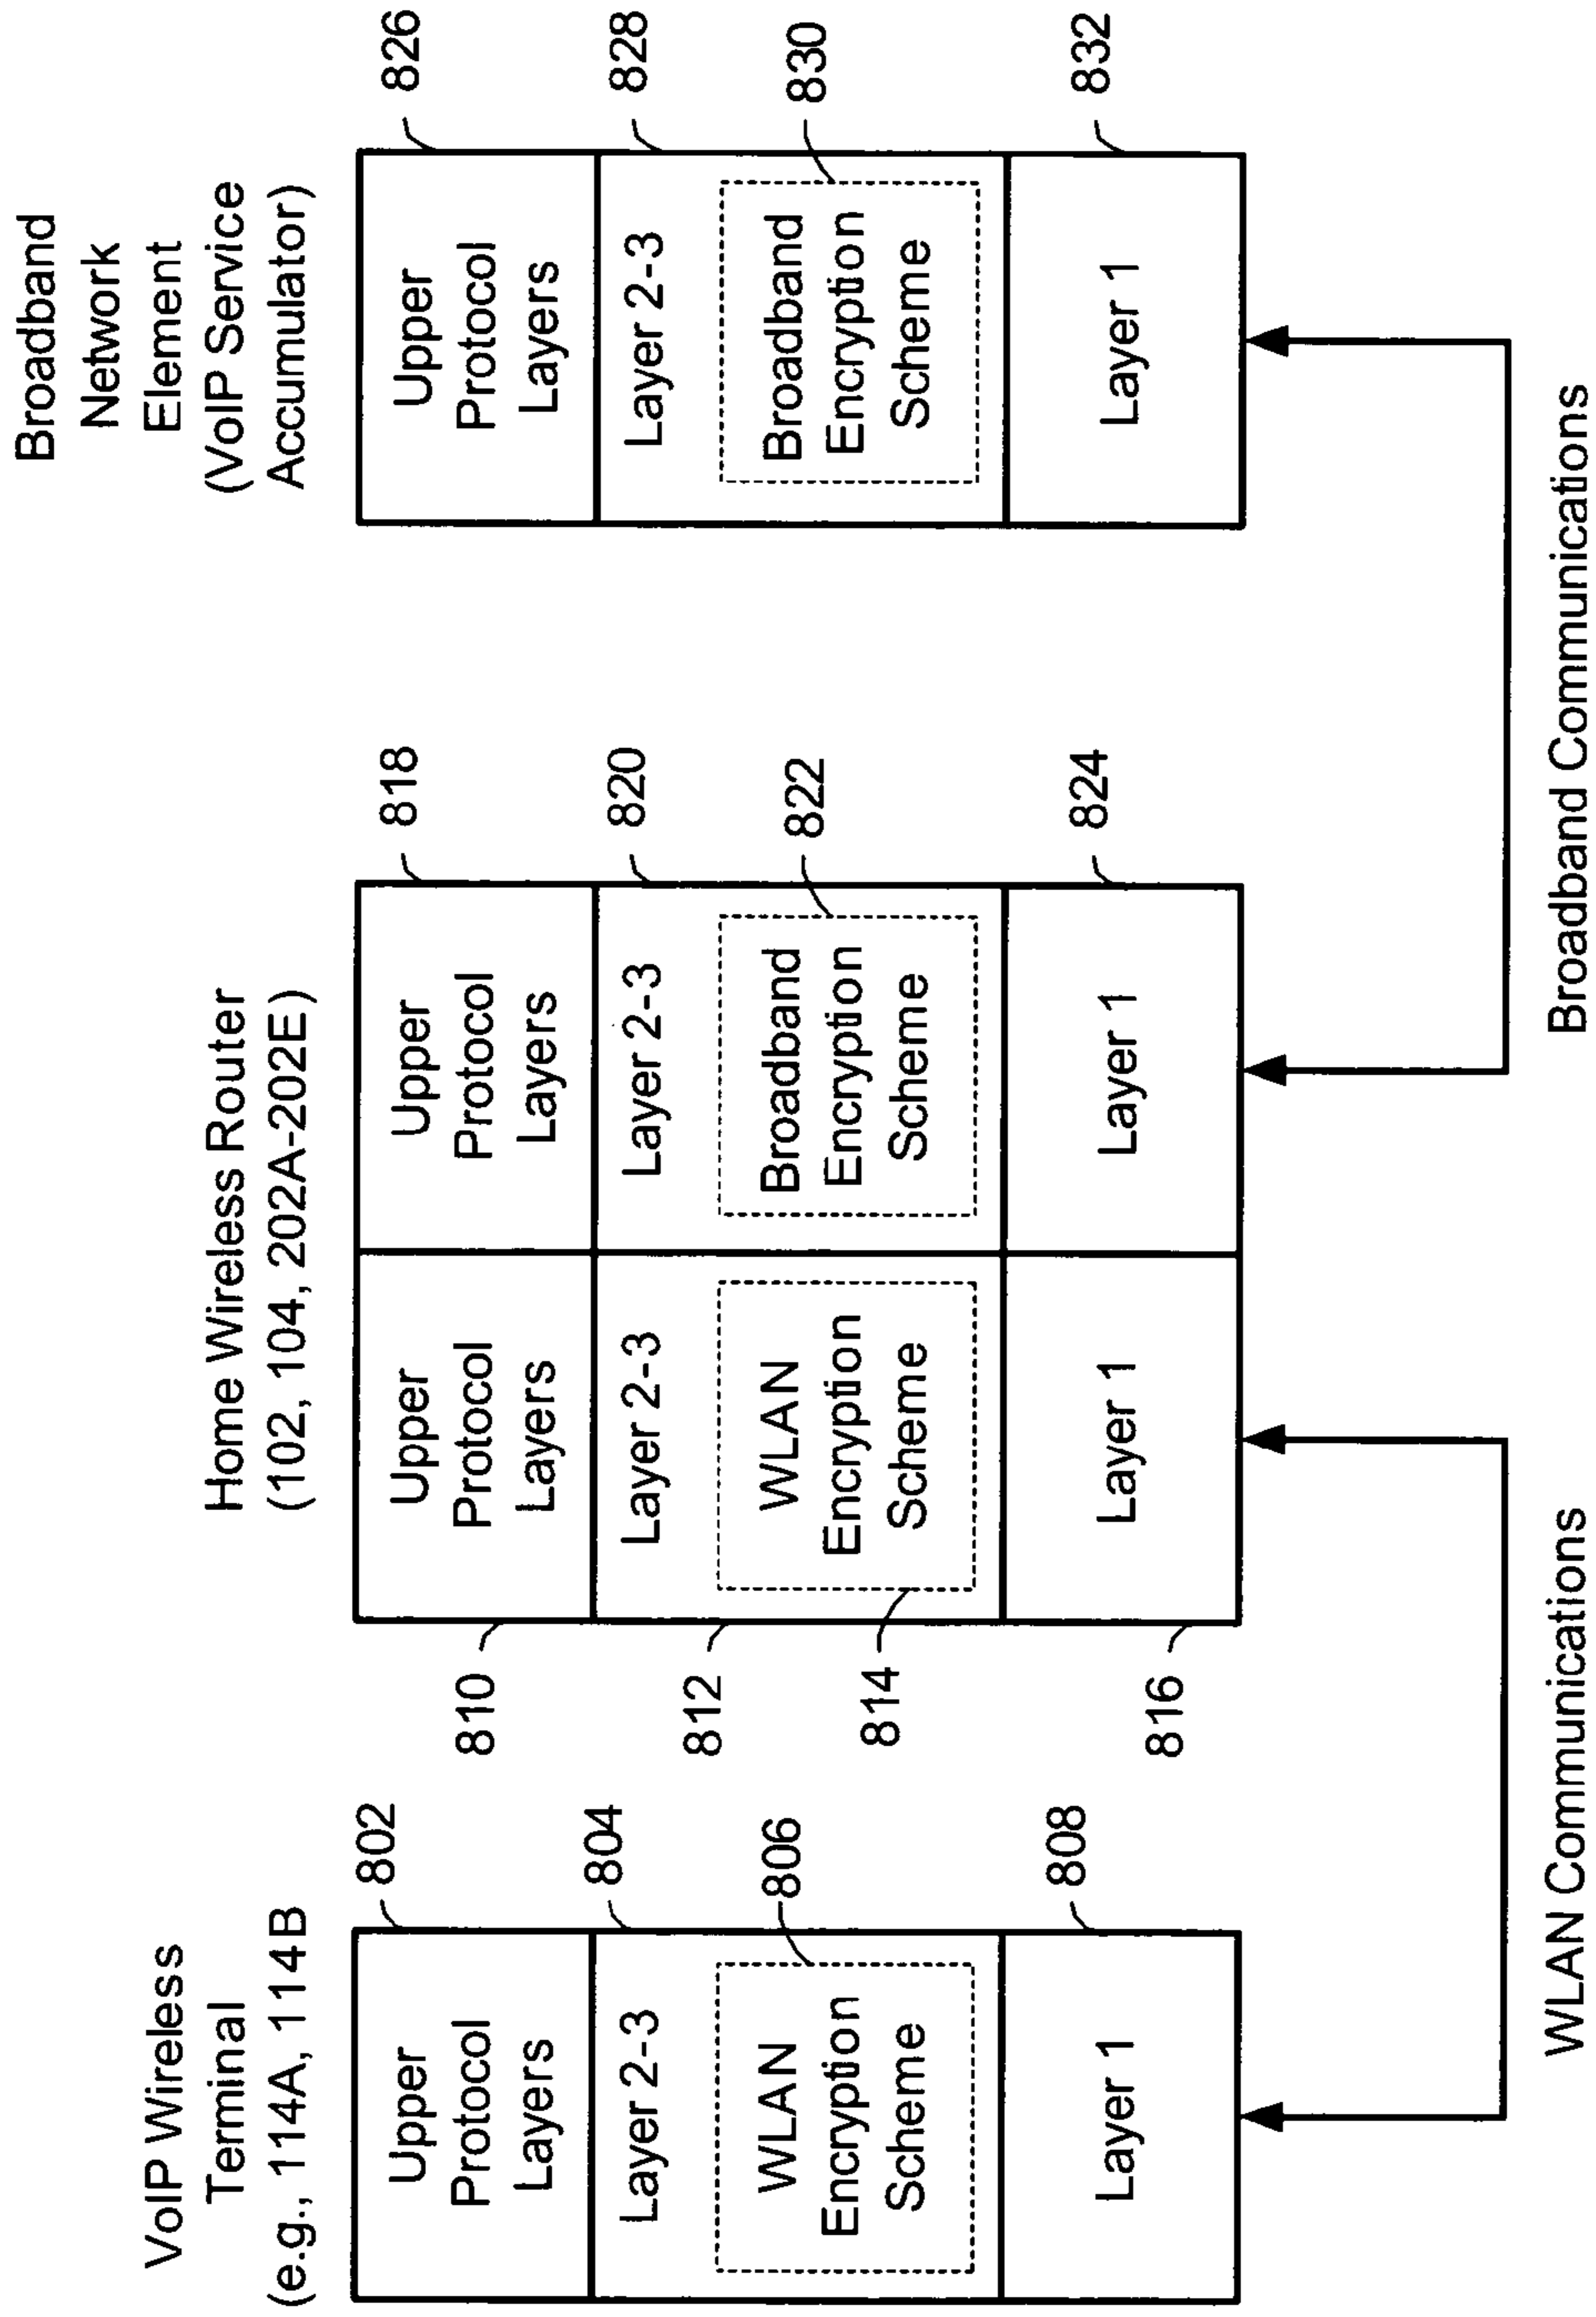 VoIP Wireless
Terminal
(e.g., 114A, 114B
Upper
Protocol
Layers
802
Layer 2-3
804
WLAN
Encryption
Scheme
806
Layer 1
808
Home Wireless Router
(102, 104, 202A-202E)
810
Upper
Protocol
Layers
812
Layer 2-3
814
WLAN
Encryption
Scheme
816
Layer 1
Upper
Protocol
Layers
818
Layer 2-3
820
Broadband
Encryption
Scheme
822
Layer 1
824
Broadband
Network
Element
(VoIP Service
Accumulator)
Upper
Protocol
Layers
826
Layer 2-3
828
Broadband
Encryption
Scheme
830
Layer 1
832
WLAN Communications
Broadband Communications